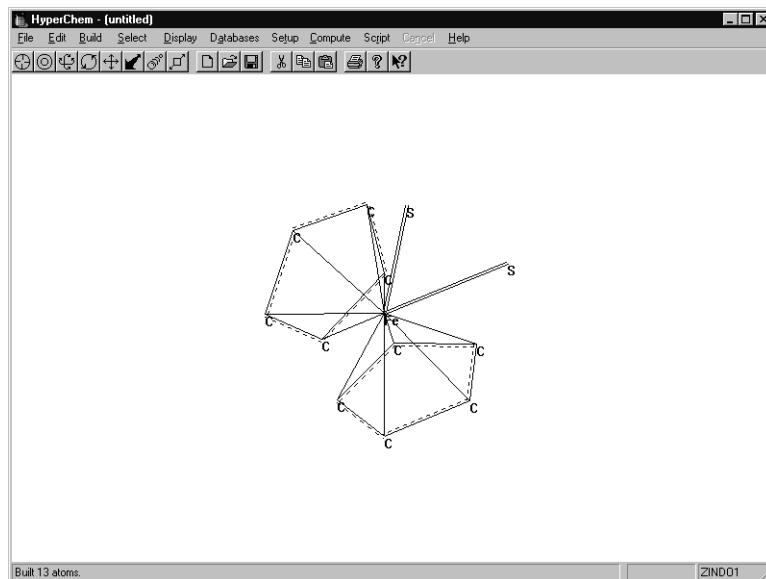 HyperChem - (untitled)
File Edit Build Select Display Databases Setup Compute Script Cancel Help
C S
C
S
C
Fe
C
C
C C
C C
C
Built 13 atoms. ZINDO1